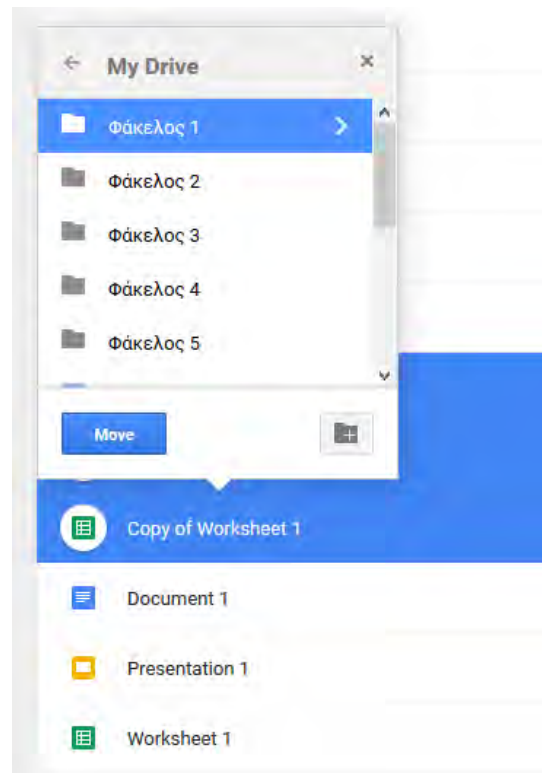 My Drive
Φάκελος 1
Φάκελος 2
Φάκελος 3
Φάκελος 4
Φάκελος 5
Move
Copy of Worksheet 1
Document 1
Presentation 1
Worksheet 1